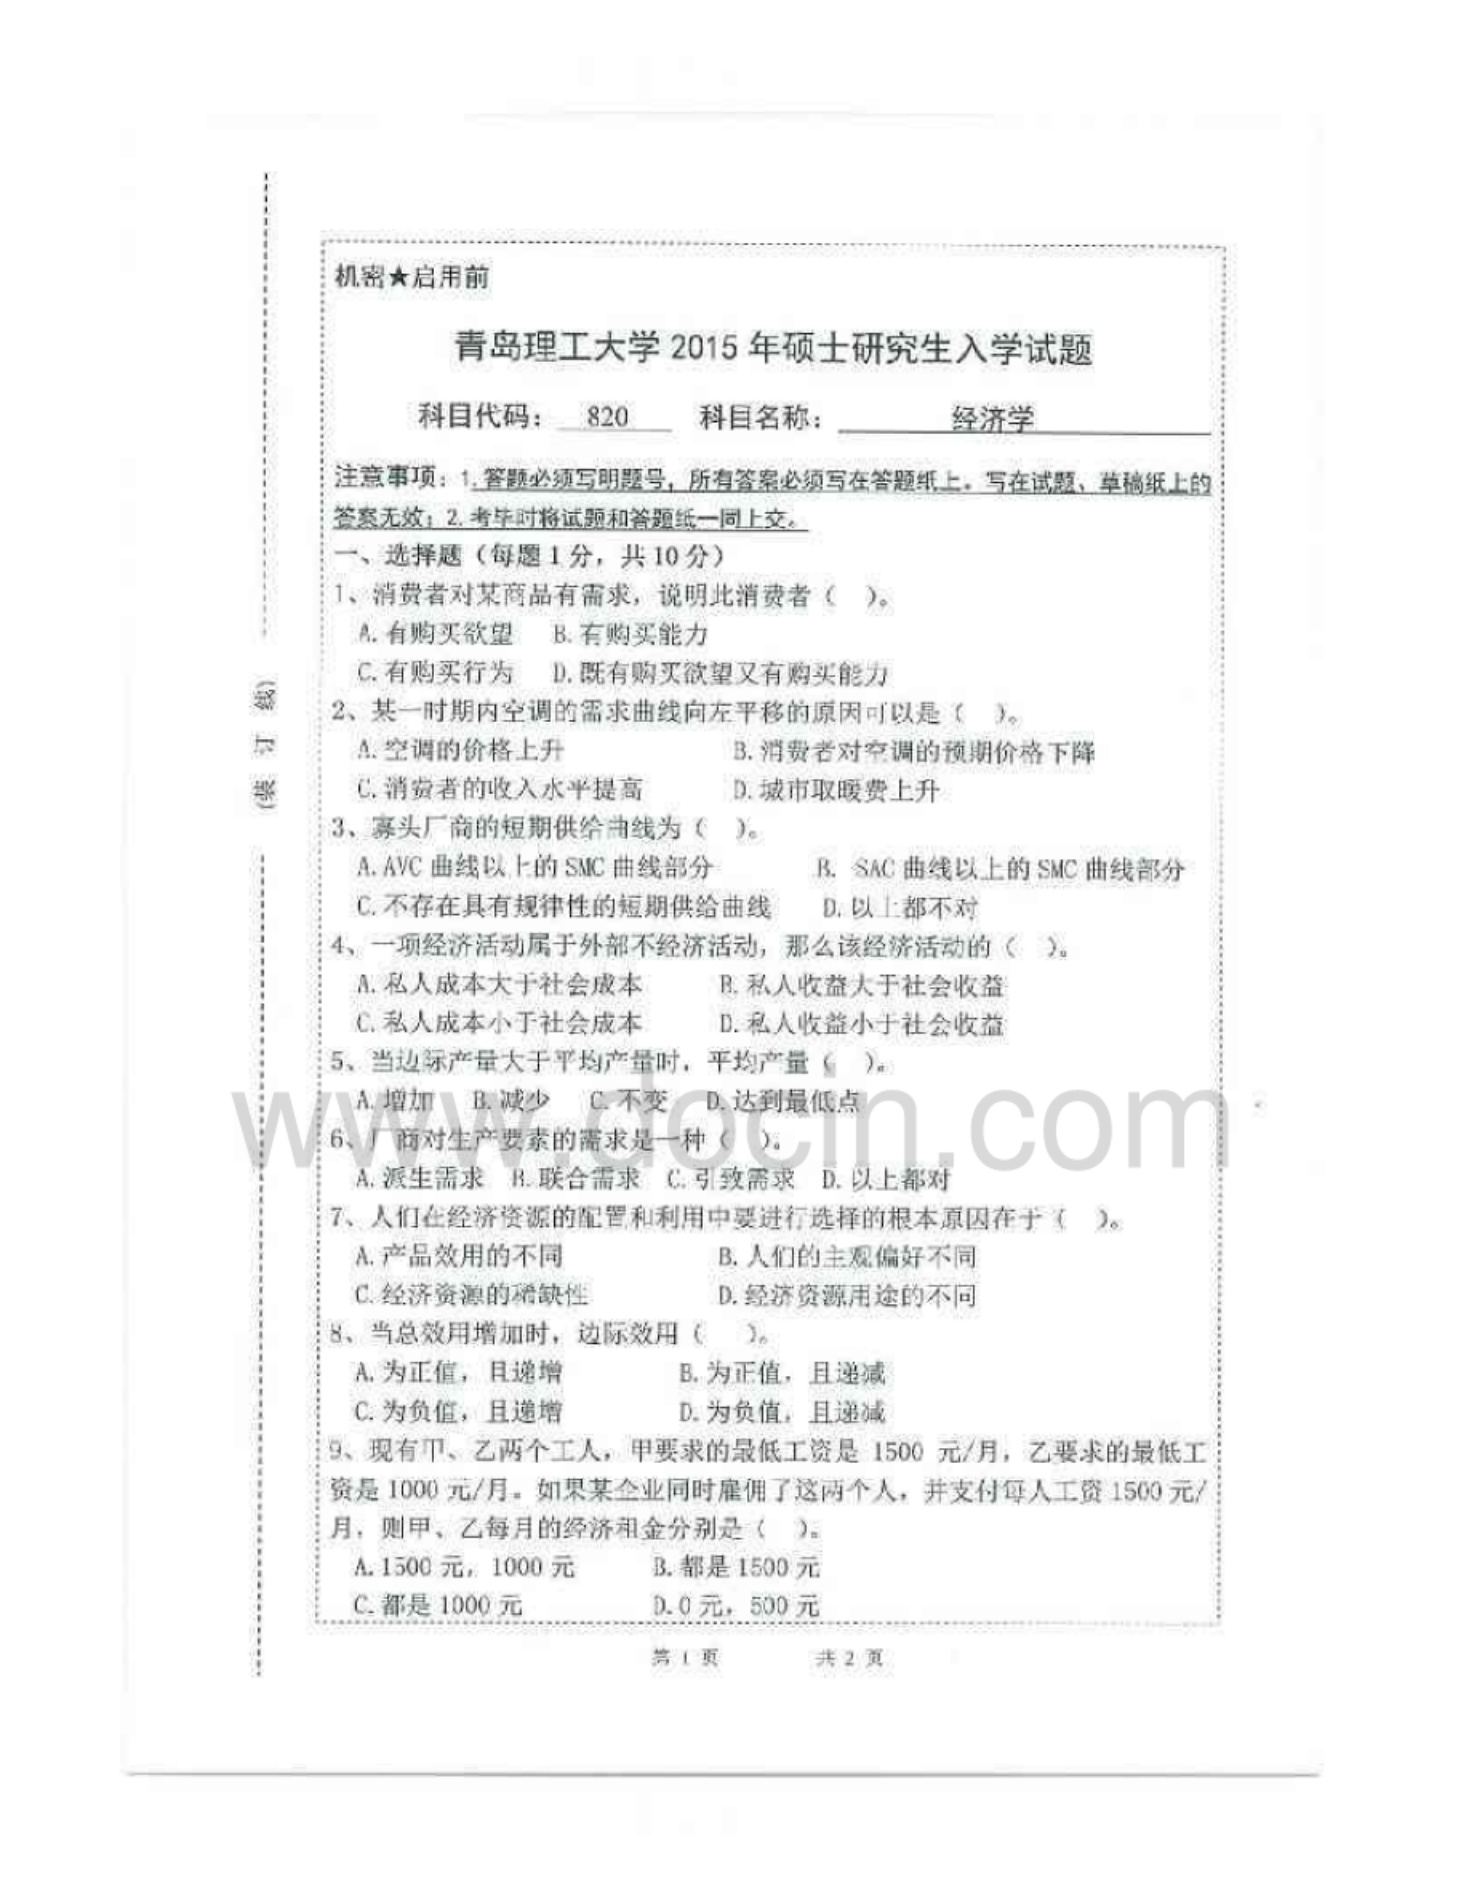 机密★启用前
青岛理工大学 2015 年硕士研究生入学试题
科目代码： 820 科目名称： 经济学
注意事项：1.答题必须写明题号，所有答案必须写在答题纸上。写在试题、草稿纸上的
答案无效；2.考毕时将试题和答题纸一同上交。
一、选择题（每题 1 分，共 10 分）
1、消费者对某商品有需求，说明此消费者（ ）。
A.有购买欲望 B.有购买能力
C.有购买行为 D.既有购买欲望又有购买能力
2、某一时期内空调的需求曲线向左平移的原因可以是（ ）。
A.空调的价格上升 B.消费者对空调的预期价格下降
C.消费者的收入水平提高 D.城市取暖费上升
3、寡头厂商的短期供给曲线为（ ）。
A.AVC 曲线以上的 SMC 曲线部分 B. SAC 曲线以上的 SMC 曲线部分
C.不存在具有规律性的短期供给曲线 D.以上都不对
4、一项经济活动属于外部不经济活动，那么该经济活动的（ ）。
A.私人成本大于社会成本 B.私人收益大于社会收益
C.私人成本小于社会成本 D.私人收益小于社会收益
5、当边际产量大于平均产量时，平均产量（ ）。
A.增加 B.减少 C.不变 D.达到最低点
6、厂商对生产要素的需求是一种（ ）。
A.派生需求 B.联合需求 C.引致需求 D.以上都对
7、人们在经济资源的配置和利用中要进行选择的根本原因在于（ ）。
A.产品效用的不同 B.人们的主观偏好不同
C.经济资源的稀缺性 D.经济资源用途的不同
8、当总效用增加时，边际效用（ ）。
A.为正值，且递增 B.为正值，且递减
C.为负值，且递增 D.为负值，且递减
9、现有甲、乙两个工人，甲要求的最低工资是 1500 元/月，乙要求的最低工
资是 1000 元/月。如果某企业同时雇佣了这两个人，并支付每人工资 1500 元/
月，则甲、乙每月的经济租金分别是（ ）。
A.1500 元，1000 元 B.都是 1500 元
C.都是 1000 元 D.0 元，500 元
第 1 页 共 2 页
（装 订 线）
www.docin.com